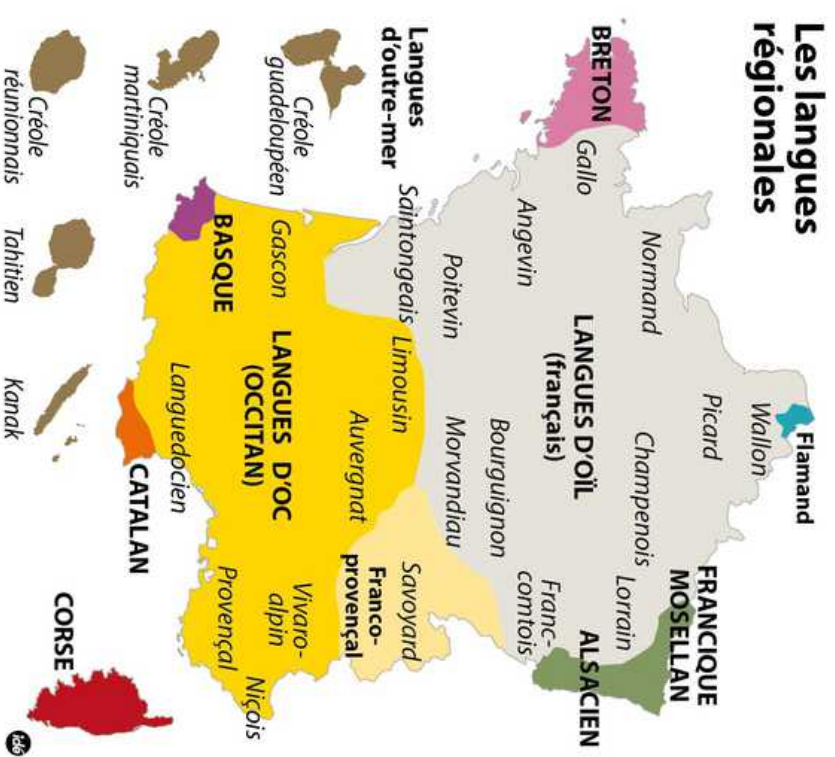 Les langues
régionales
Flamand
Wallon
Picard
Normand
Champenois
FRANCIQUE
MOSELLAN
Lorrain
BRETON
Gallo
LANGUES D'OÏL
(français)
ALSACIEN
Angevin
Bourguignon
Franc-
comtois
Poitevin
Morvandiau
Saintongeais
Limousin
Savoyard
Auvergnat
Franco-
provençal
Langues
d'outre-mer
Créole
guadeloupéen
Gascon
LANGUES D'OC
(OCCITAN)
Vivaro-
alpin
Niçois
BASQUE
Provençal
Languedocien
CATALAN
Créole
martiniquais
CORSE
Créole
réunionnais
Tahitien
Kanak
idé